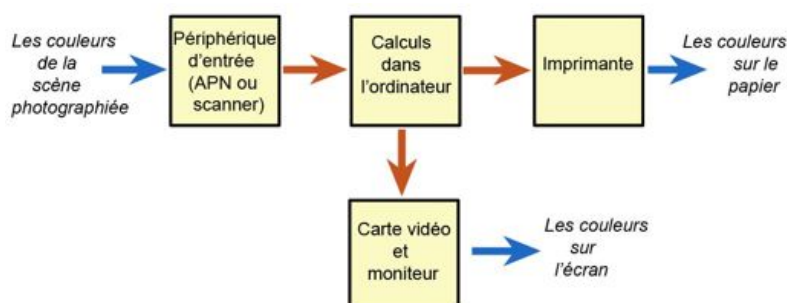 Les couleurs
de la
scène
photographiée
Périphérique
d'entrée
(APN ou
scanner)
Calculs
dans
l'ordinateur
Imprimante
Les couleurs
sur le
papier
Carte vidéo
et
moniteur
Les couleurs
sur
l'écran